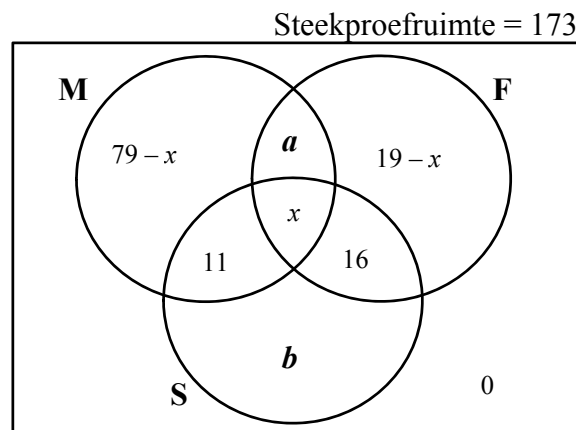 Steekproefruimte = 173
M
F
a
79 – x
19 – x
x
11
16
b
S
0